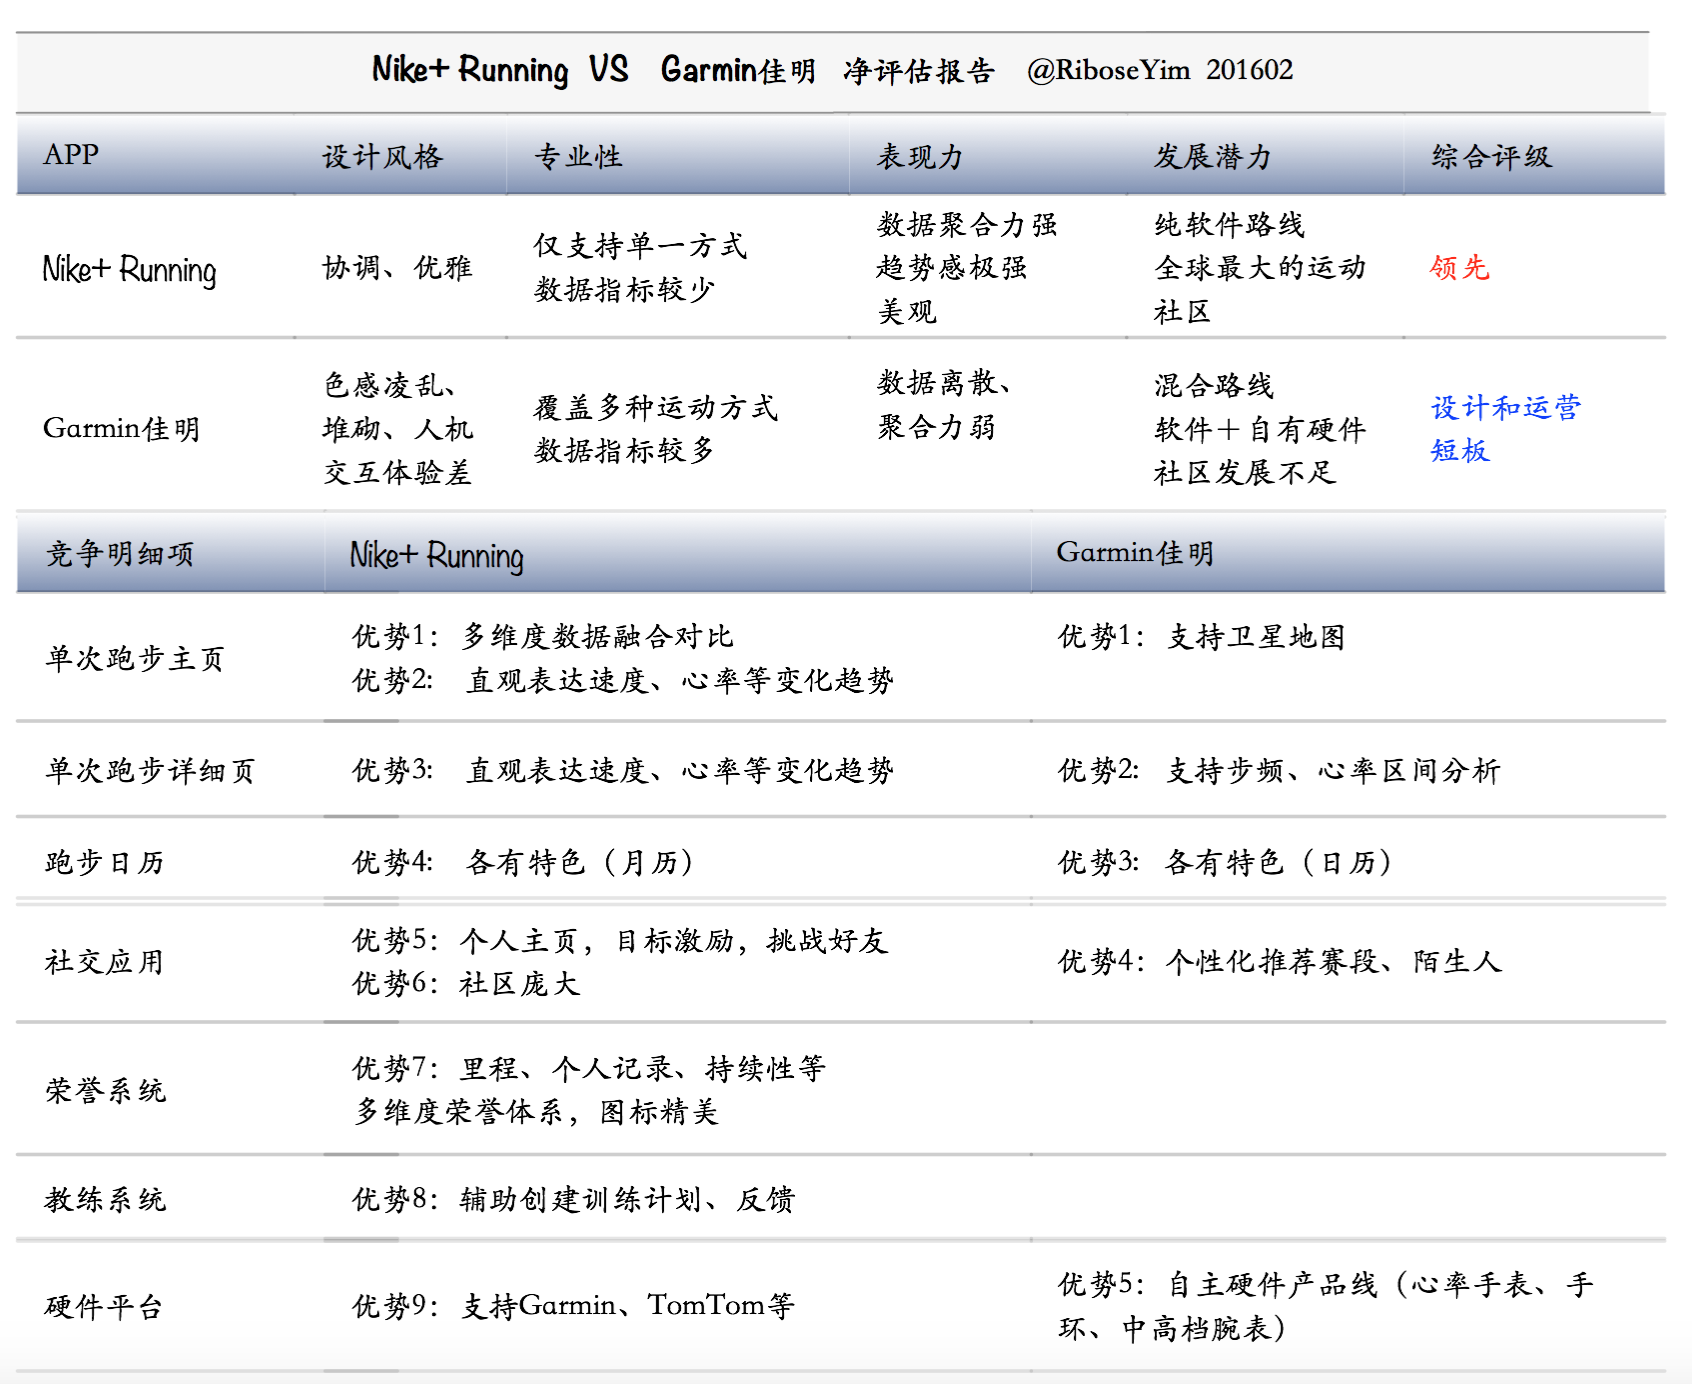 Nike+ Running VS Garmin佳明 净评估报告 @RiboseYim 201602
APP 设计风格 专业性 表现力 发展潜力 综合评级
Nike+ Running
协调、优雅
仅支持单一方式
数据指标较少
数据聚合力强
趋势感极强
美观
纯软件路线
全球最大的运动
社区
领先
Garmin佳明
色感凌乱、
堆砌、人机
交互体验差
覆盖多种运动方式
数据指标较多
数据离散、
聚合力弱
混合路线
软件+自有硬件
社区发展不足
设计和运营
短板
竞争明细项 Nike+ Running Garmin佳明
单次跑步主页
优势1：多维度数据融合对比
优势2： 直观表达速度、心率等变化趋势
优势1：支持卫星地图
单次跑步详细页
优势3： 直观表达速度、心率等变化趋势
优势2：支持步频、心率区间分析
跑步日历
优势4： 各有特色（月历）
优势3：各有特色（日历）
社交应用
优势5：个人主页，目标激励，挑战好友
优势6：社区庞大
优势4：个性化推荐赛段、陌生人
荣誉系统
优势7：里程、个人记录、持续性等
多维度荣誉体系，图标精美
教练系统
优势8：辅助创建训练计划、反馈
硬件平台
优势9：支持Garmin、TomTom等
优势5：自主硬件产品线（心率手表、手
环、中高档腕表）